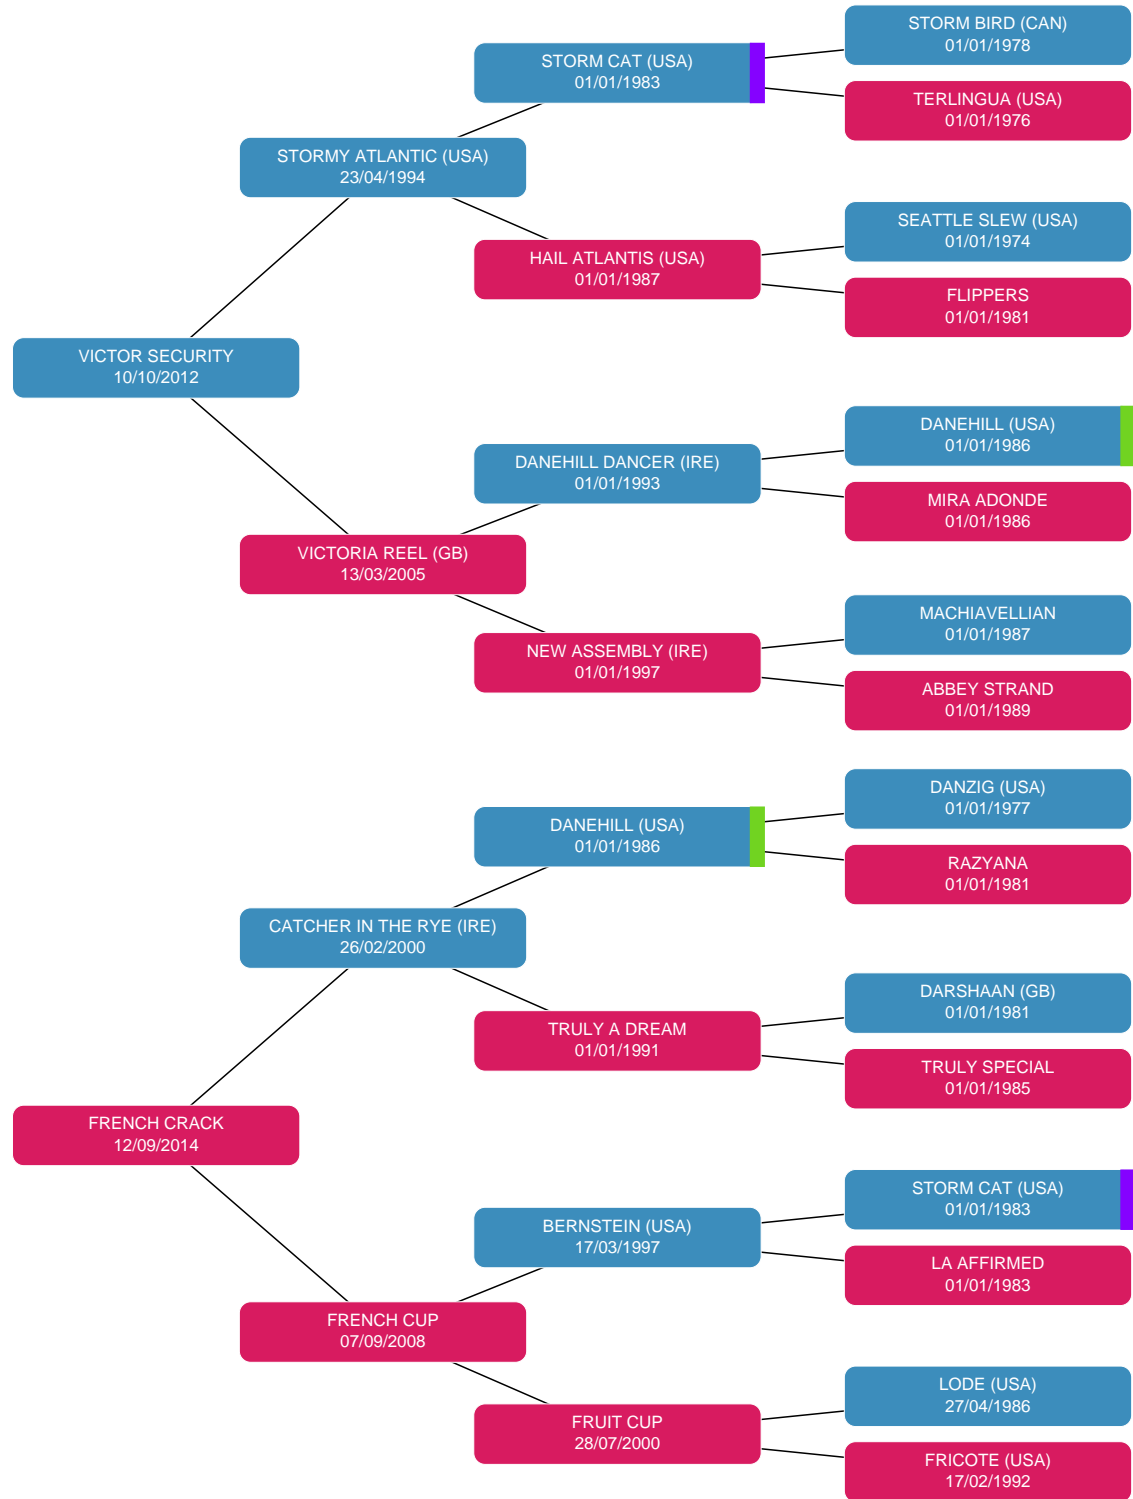 STORM BIRD (CAN)
01/01/1978
STORM CAT (USA)
01/01/1983
TERLINGUA (USA)
01/01/1976
STORMY ATLANTIC (USA)
23/04/1994
SEATTLE SLEW (USA)
01/01/1974
HAIL ATLANTIS (USA)
01/01/1987
FLIPPERS
01/01/1981
VICTOR SECURITY
10/10/2012
DANEHILL (USA)
01/01/1986
DANEHILL DANCER (IRE)
01/01/1993
MIRA ADONDE
01/01/1986
VICTORIA REEL (GB)
13/03/2005
MACHIAVELLIAN
01/01/1987
NEW ASSEMBLY (IRE)
01/01/1997
ABBEY STRAND
01/01/1989
DANZIG (USA)
01/01/1977
DANEHILL (USA)
01/01/1986
RAZYANA
01/01/1981
CATCHER IN THE RYE (IRE)
26/02/2000
DARSHAAN (GB)
01/01/1981
TRULY A DREAM
01/01/1991
TRULY SPECIAL
01/01/1985
FRENCH CRACK
12/09/2014
STORM CAT (USA)
01/01/1983
BERNSTEIN (USA)
17/03/1997
LA AFFIRMED
01/01/1983
FRENCH CUP
07/09/2008
LODE (USA)
27/04/1986
FRUIT CUP
28/07/2000
FRICOTE (USA)
17/02/1992